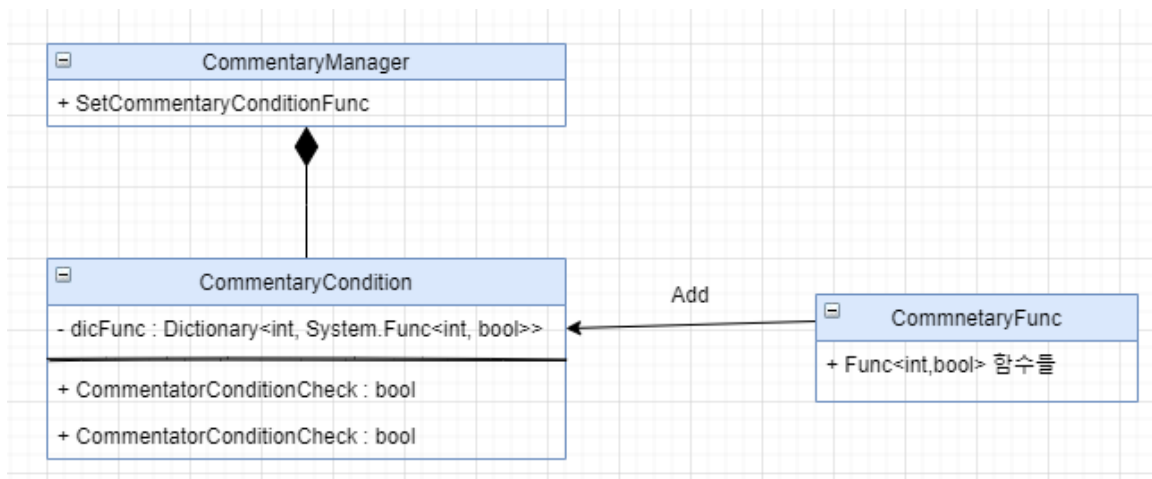 CommentaryManager
+ SetCommentaryConditionFunc
CommentaryCondition
- dicFunc : Dictionary<int, System.Func<int, bool>>
+ CommentatorConditionCheck : bool
+ CommentatorConditionCheck : bool
Add
CommnetaryFunc
+ Func<int,bool> 함수들